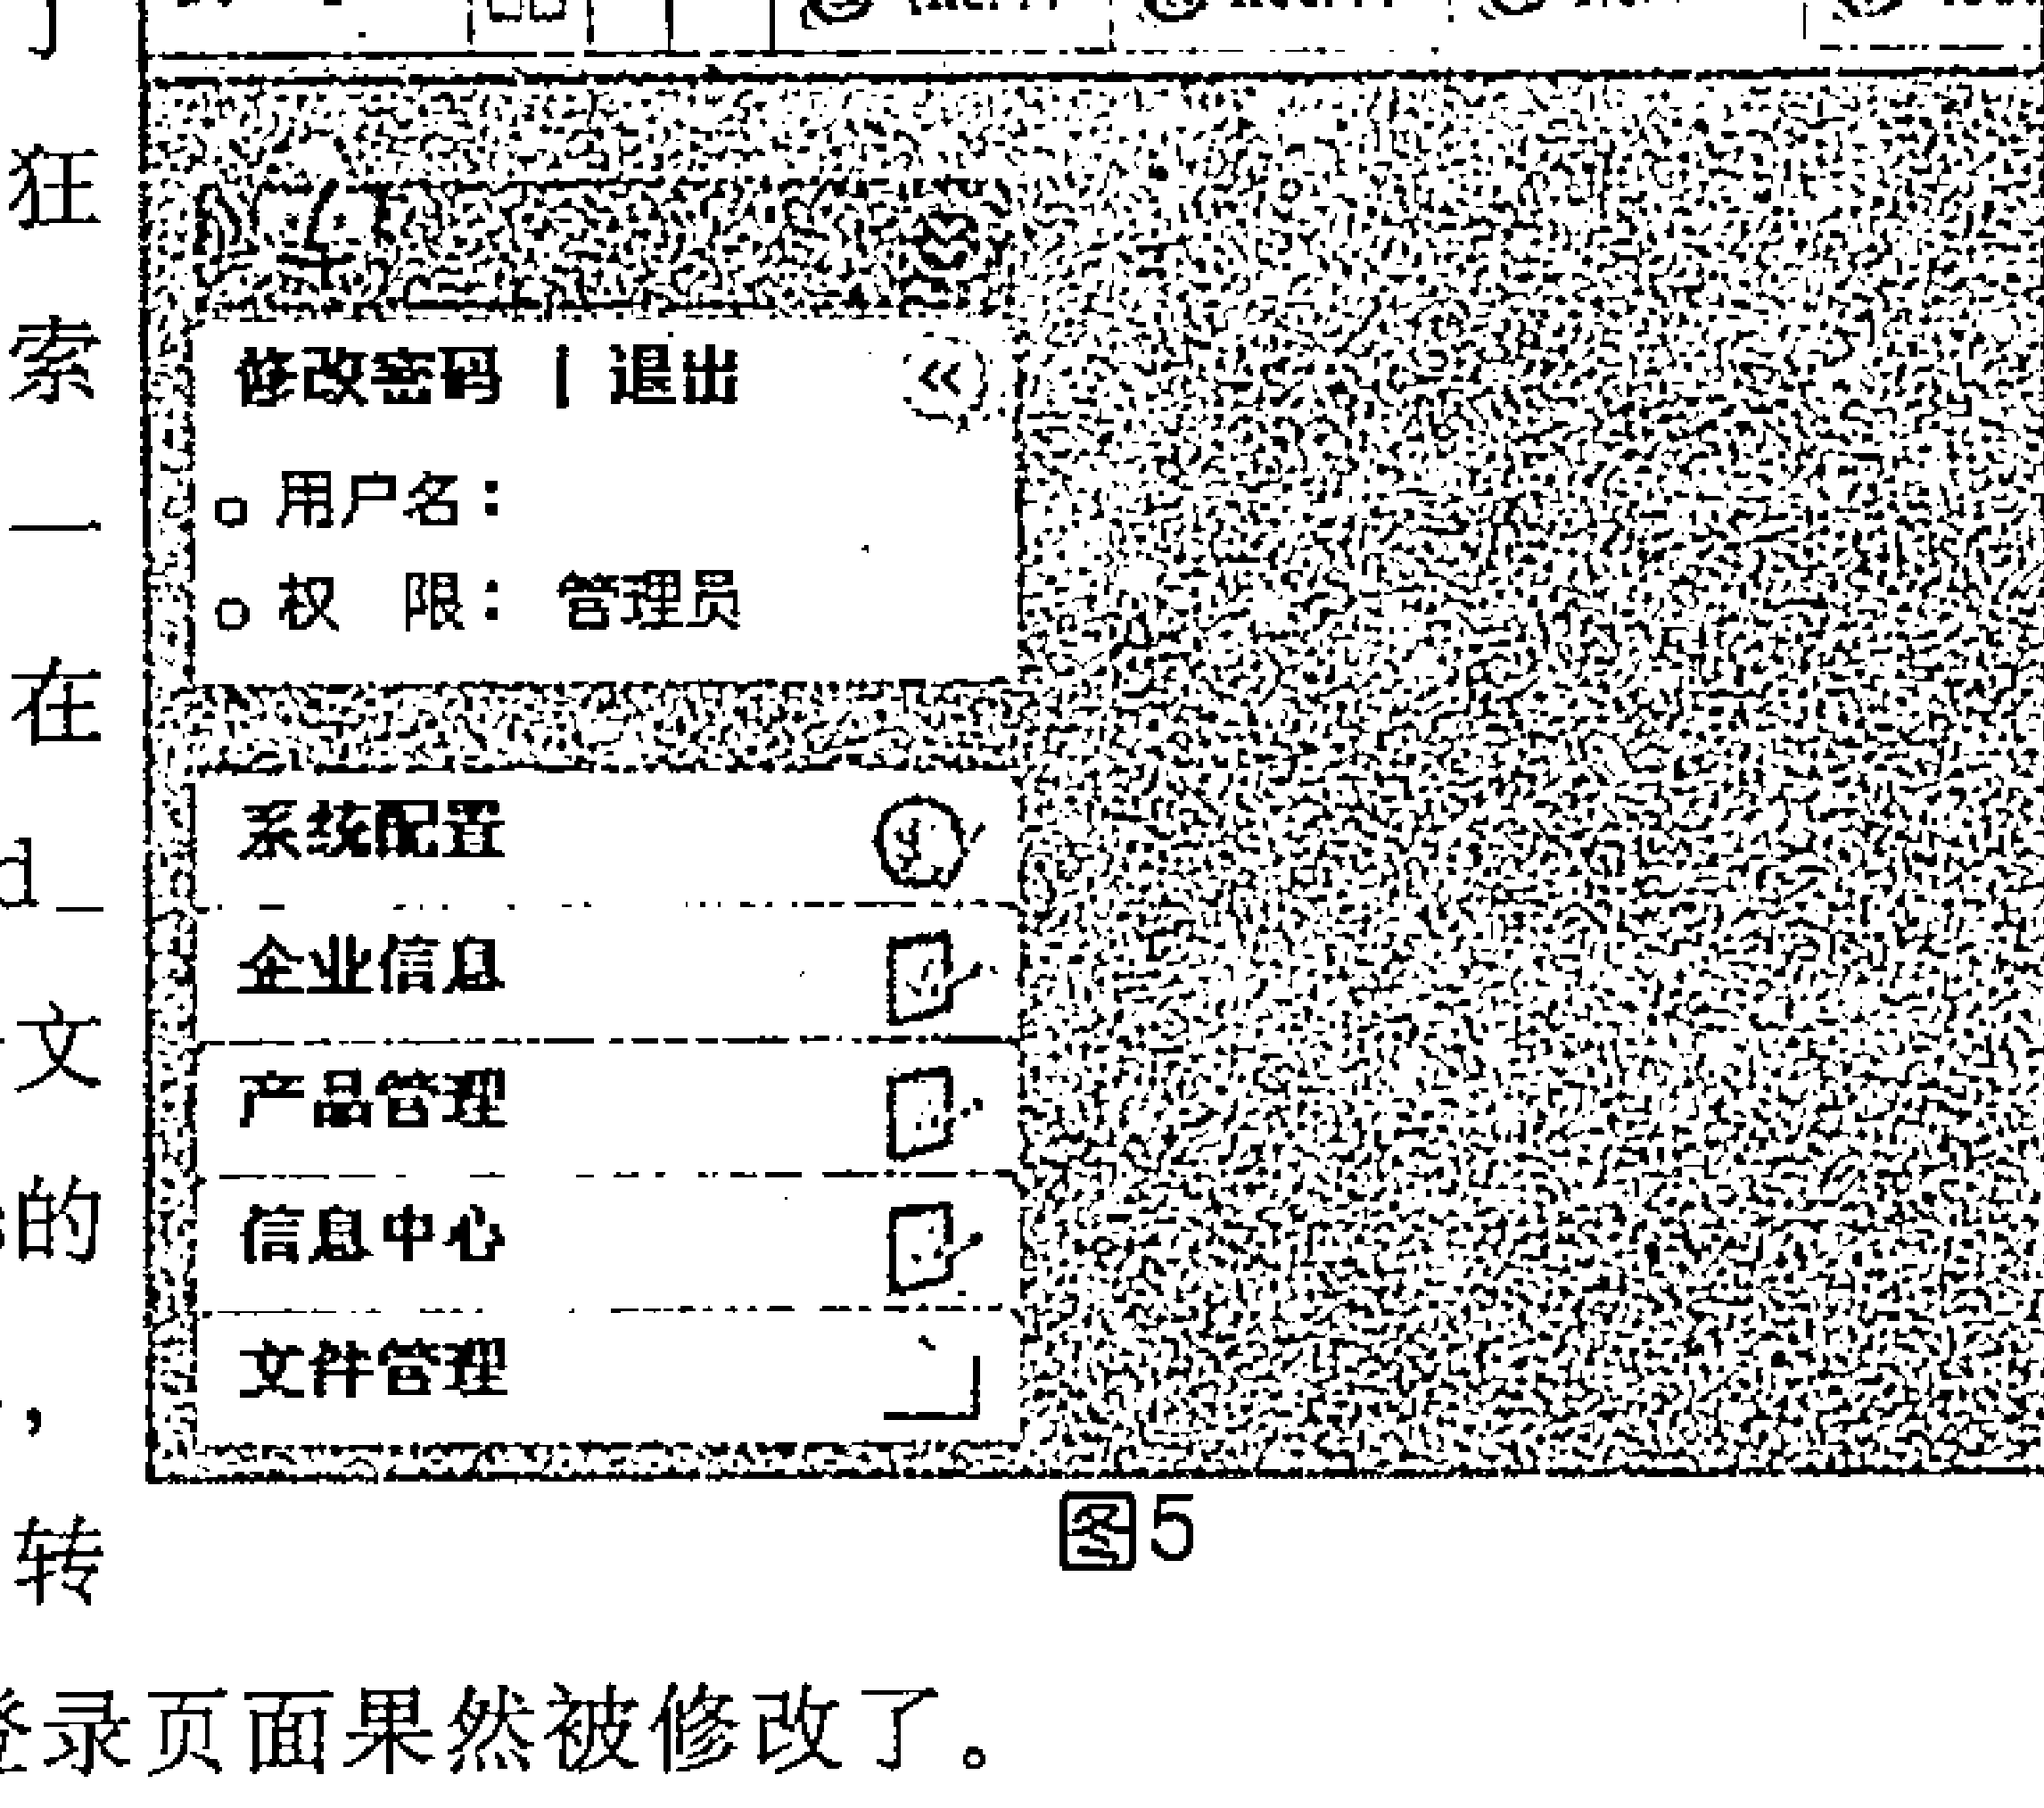 狂
索
一
在
d_
文
的
，
转
修改密码 | 退出 «
用户名：
权 限： 管理员
系统配置
企业信息
产品管理
信息中心
文件管理
图5
登录页面果然被修改了。